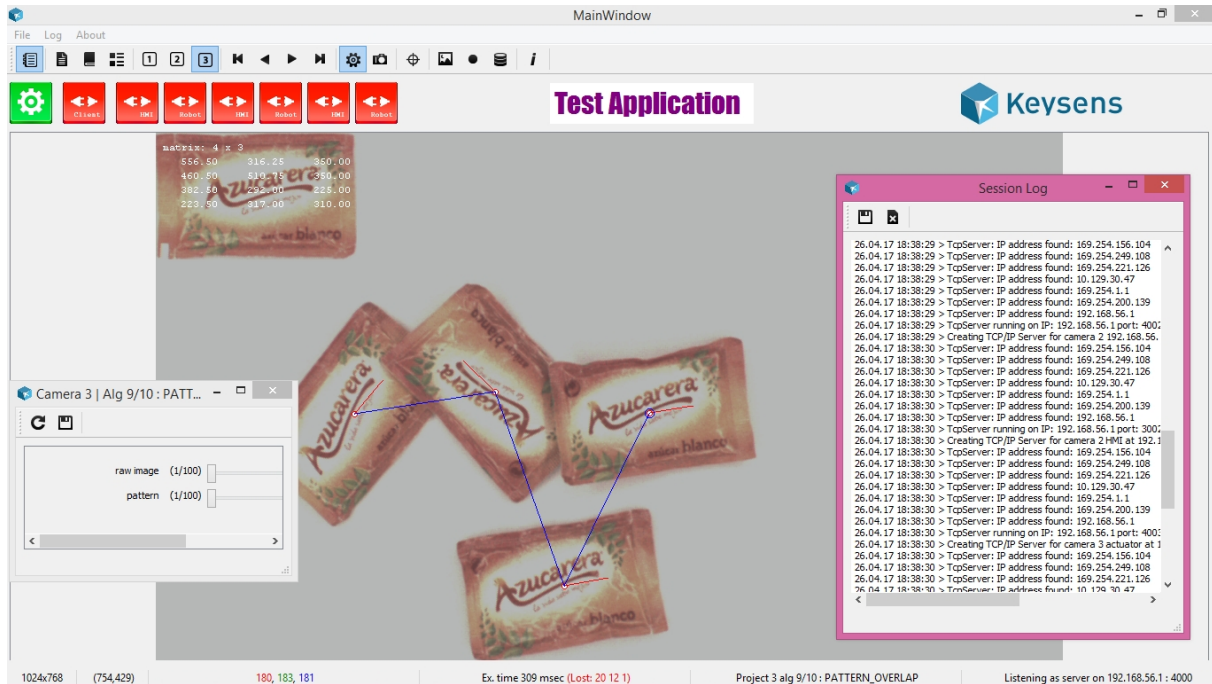 MainWindow
File Log About
1 2 3 i
Client HMI Robot HMI Robot HMI Robot
Test Application
Keysens
matrix: 4 x 3
556.50 316.25 350.00
460.50 510.75 350.00
382.50 292.00 225.00
223.50 317.00 310.00
Azucarera
azúcar blanco
Azucarera
azúcar blanco
Azucarera
azúcar blanco
Azucarera
azúcar blanco
Azucarera
blanco
Camera 3 | Alg 9/10 : PATT...
raw image (1/100)
pattern (1/100)
Session Log
26.04.17 18:38:29 > TcpServer: IP address found: 169.254.156.104
26.04.17 18:38:29 > TcpServer: IP address found: 169.254.249.108
26.04.17 18:38:29 > TcpServer: IP address found: 169.254.221.126
26.04.17 18:38:29 > TcpServer: IP address found: 10.129.30.47
26.04.17 18:38:29 > TcpServer: IP address found: 169.254.1.1
26.04.17 18:38:29 > TcpServer: IP address found: 169.254.200.139
26.04.17 18:38:29 > TcpServer: IP address found: 192.168.56.1
26.04.17 18:38:29 > TcpServer running on IP: 192.168.56.1 port: 4002
26.04.17 18:38:29 > Creating TCP/IP Server for camera 2 192.168.56.
26.04.17 18:38:30 > TcpServer: IP address found: 169.254.156.104
26.04.17 18:38:30 > TcpServer: IP address found: 169.254.249.108
26.04.17 18:38:30 > TcpServer: IP address found: 169.254.221.126
26.04.17 18:38:30 > TcpServer: IP address found: 10.129.30.47
26.04.17 18:38:30 > TcpServer: IP address found: 169.254.1.1
26.04.17 18:38:30 > TcpServer: IP address found: 169.254.200.139
26.04.17 18:38:30 > TcpServer: IP address found: 192.168.56.1
26.04.17 18:38:30 > TcpServer running on IP: 192.168.56.1 port: 3002
26.04.17 18:38:30 > Creating TCP/IP Server for camera 2 HMI at 192.1
26.04.17 18:38:30 > TcpServer: IP address found: 169.254.156.104
26.04.17 18:38:30 > TcpServer: IP address found: 169.254.249.108
26.04.17 18:38:30 > TcpServer: IP address found: 169.254.221.126
26.04.17 18:38:30 > TcpServer: IP address found: 10.129.30.47
26.04.17 18:38:30 > TcpServer: IP address found: 169.254.1.1
26.04.17 18:38:30 > TcpServer: IP address found: 169.254.200.139
26.04.17 18:38:30 > TcpServer: IP address found: 192.168.56.1
26.04.17 18:38:30 > TcpServer running on IP: 192.168.56.1 port: 4003
26.04.17 18:38:30 > Creating TCP/IP Server for camera 3 actuator at 1
26.04.17 18:38:30 > TcpServer: IP address found: 169.254.156.104
26.04.17 18:38:30 > TcpServer: IP address found: 169.254.249.108
26.04.17 18:38:30 > TcpServer: IP address found: 169.254.221.126
26.04.17 18:38:30 > TcpServer: IP address found: 10.129.30.47
1024x768 (754,429) 180, 183, 181 Ex. time 309 msec (Lost: 20 12 1) Project 3 alg 9/10 : PATTERN_OVERLAP Listening as server on 192.168.56.1 : 4000